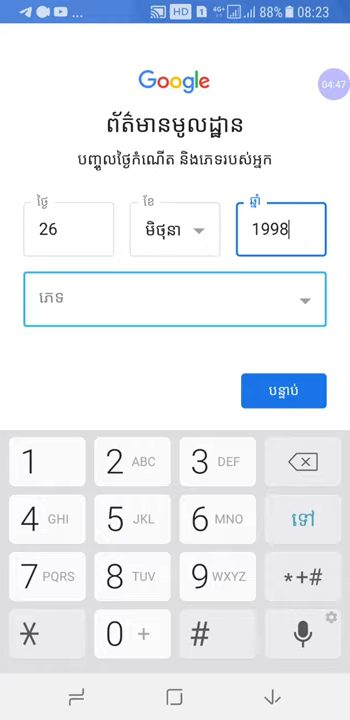 ... HD 1 4G+ 88% 08:23
Google
04:47
ព័ត៌មានមូលដ្ឋាន
បញ្ចូលថ្ងៃកំណើត និងភេទរបស់អ្នក
ថ្ងៃ ខែ ឆ្នាំ
26 មិថុនា 1998
ភេទ
បន្ទាប់
1 2 ABC 3 DEF
4 GHI 5 JKL 6 MNO ទៅ
7 PQRS 8 TUV 9 WXYZ *+#
* 0 + #